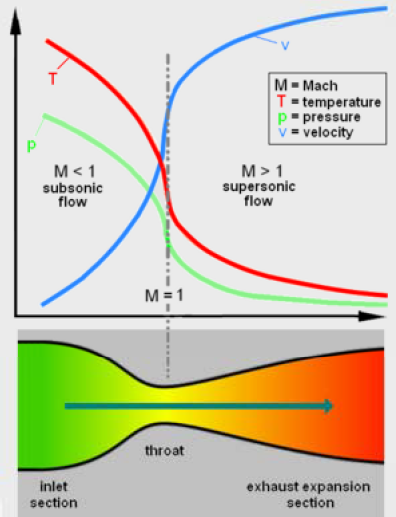 v
T
M = Mach
T = temperature
p = pressure
v = velocity
p
M < 1
subsonic
flow
M > 1
supersonic
flow
M = 1
throat
inlet
section
exhaust expansion
section